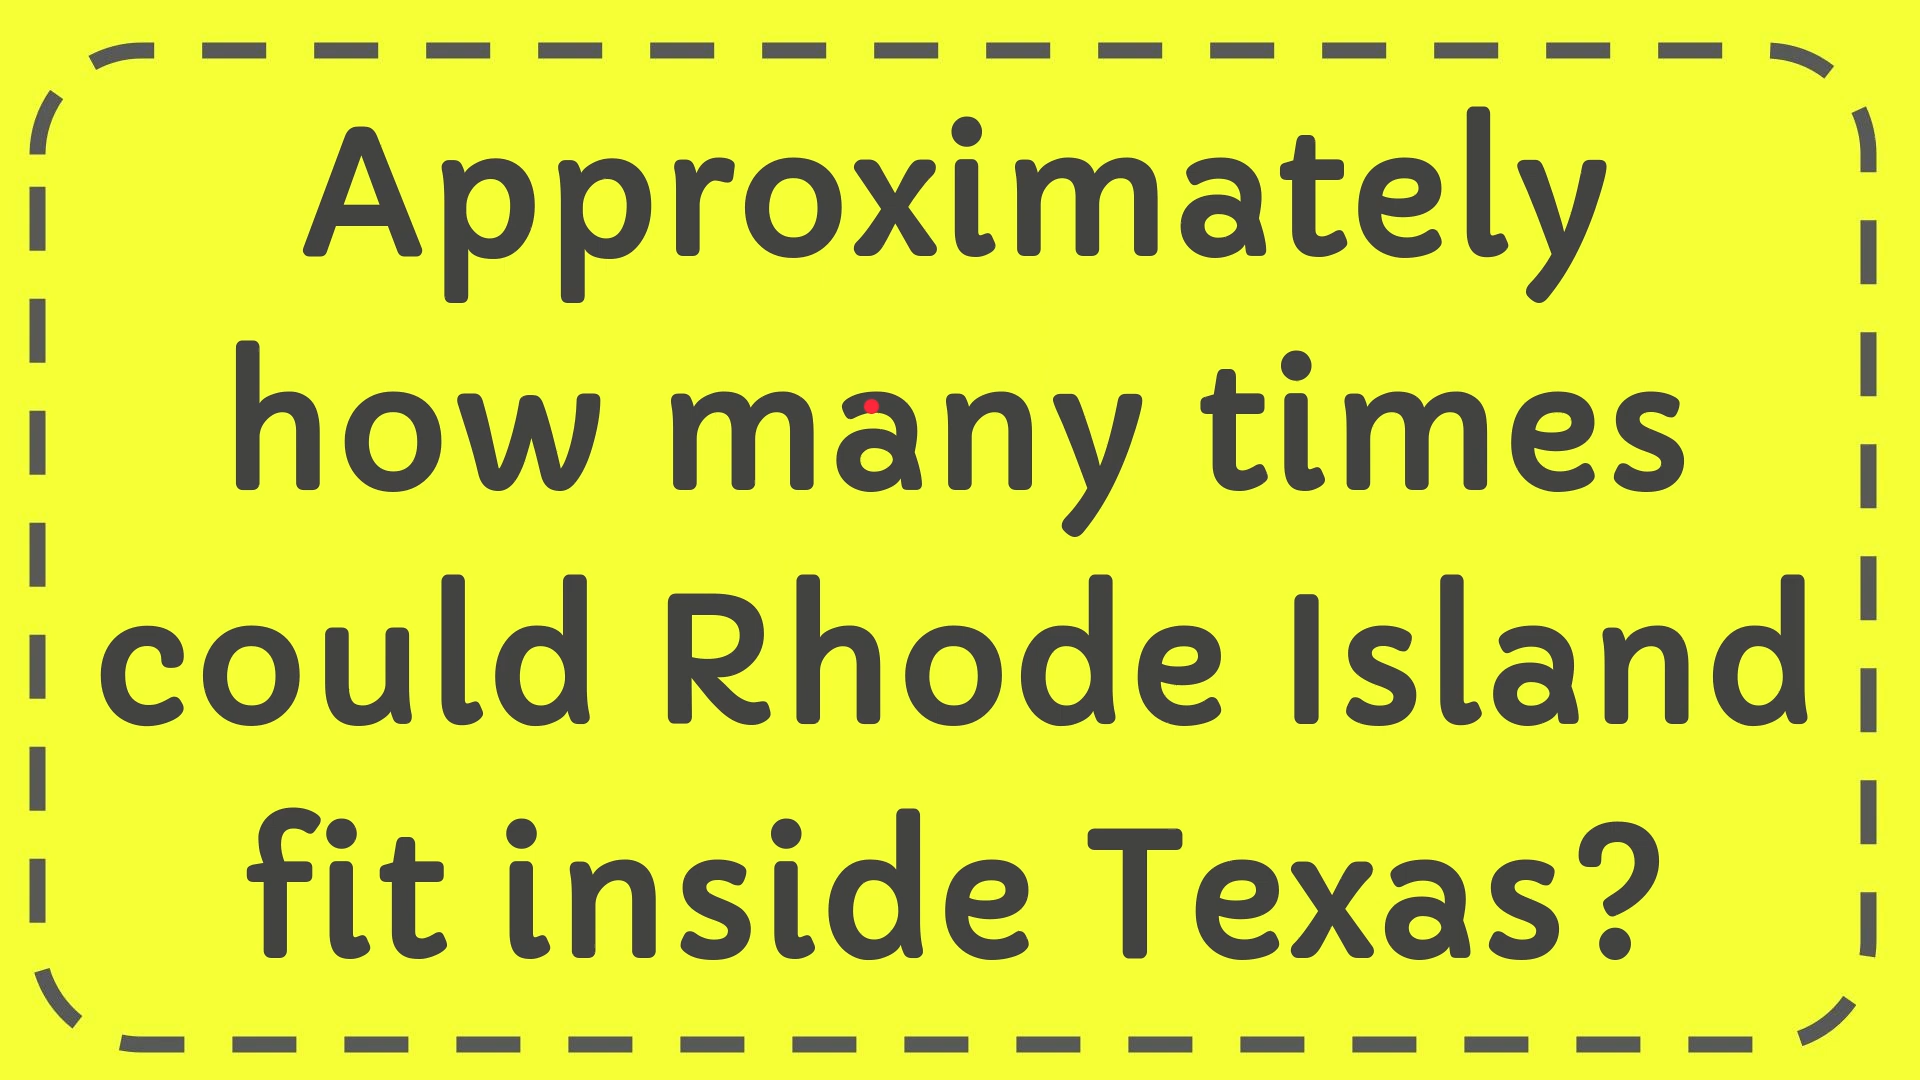 Approximately
how many times
could Rhode Island
fit inside Texas?